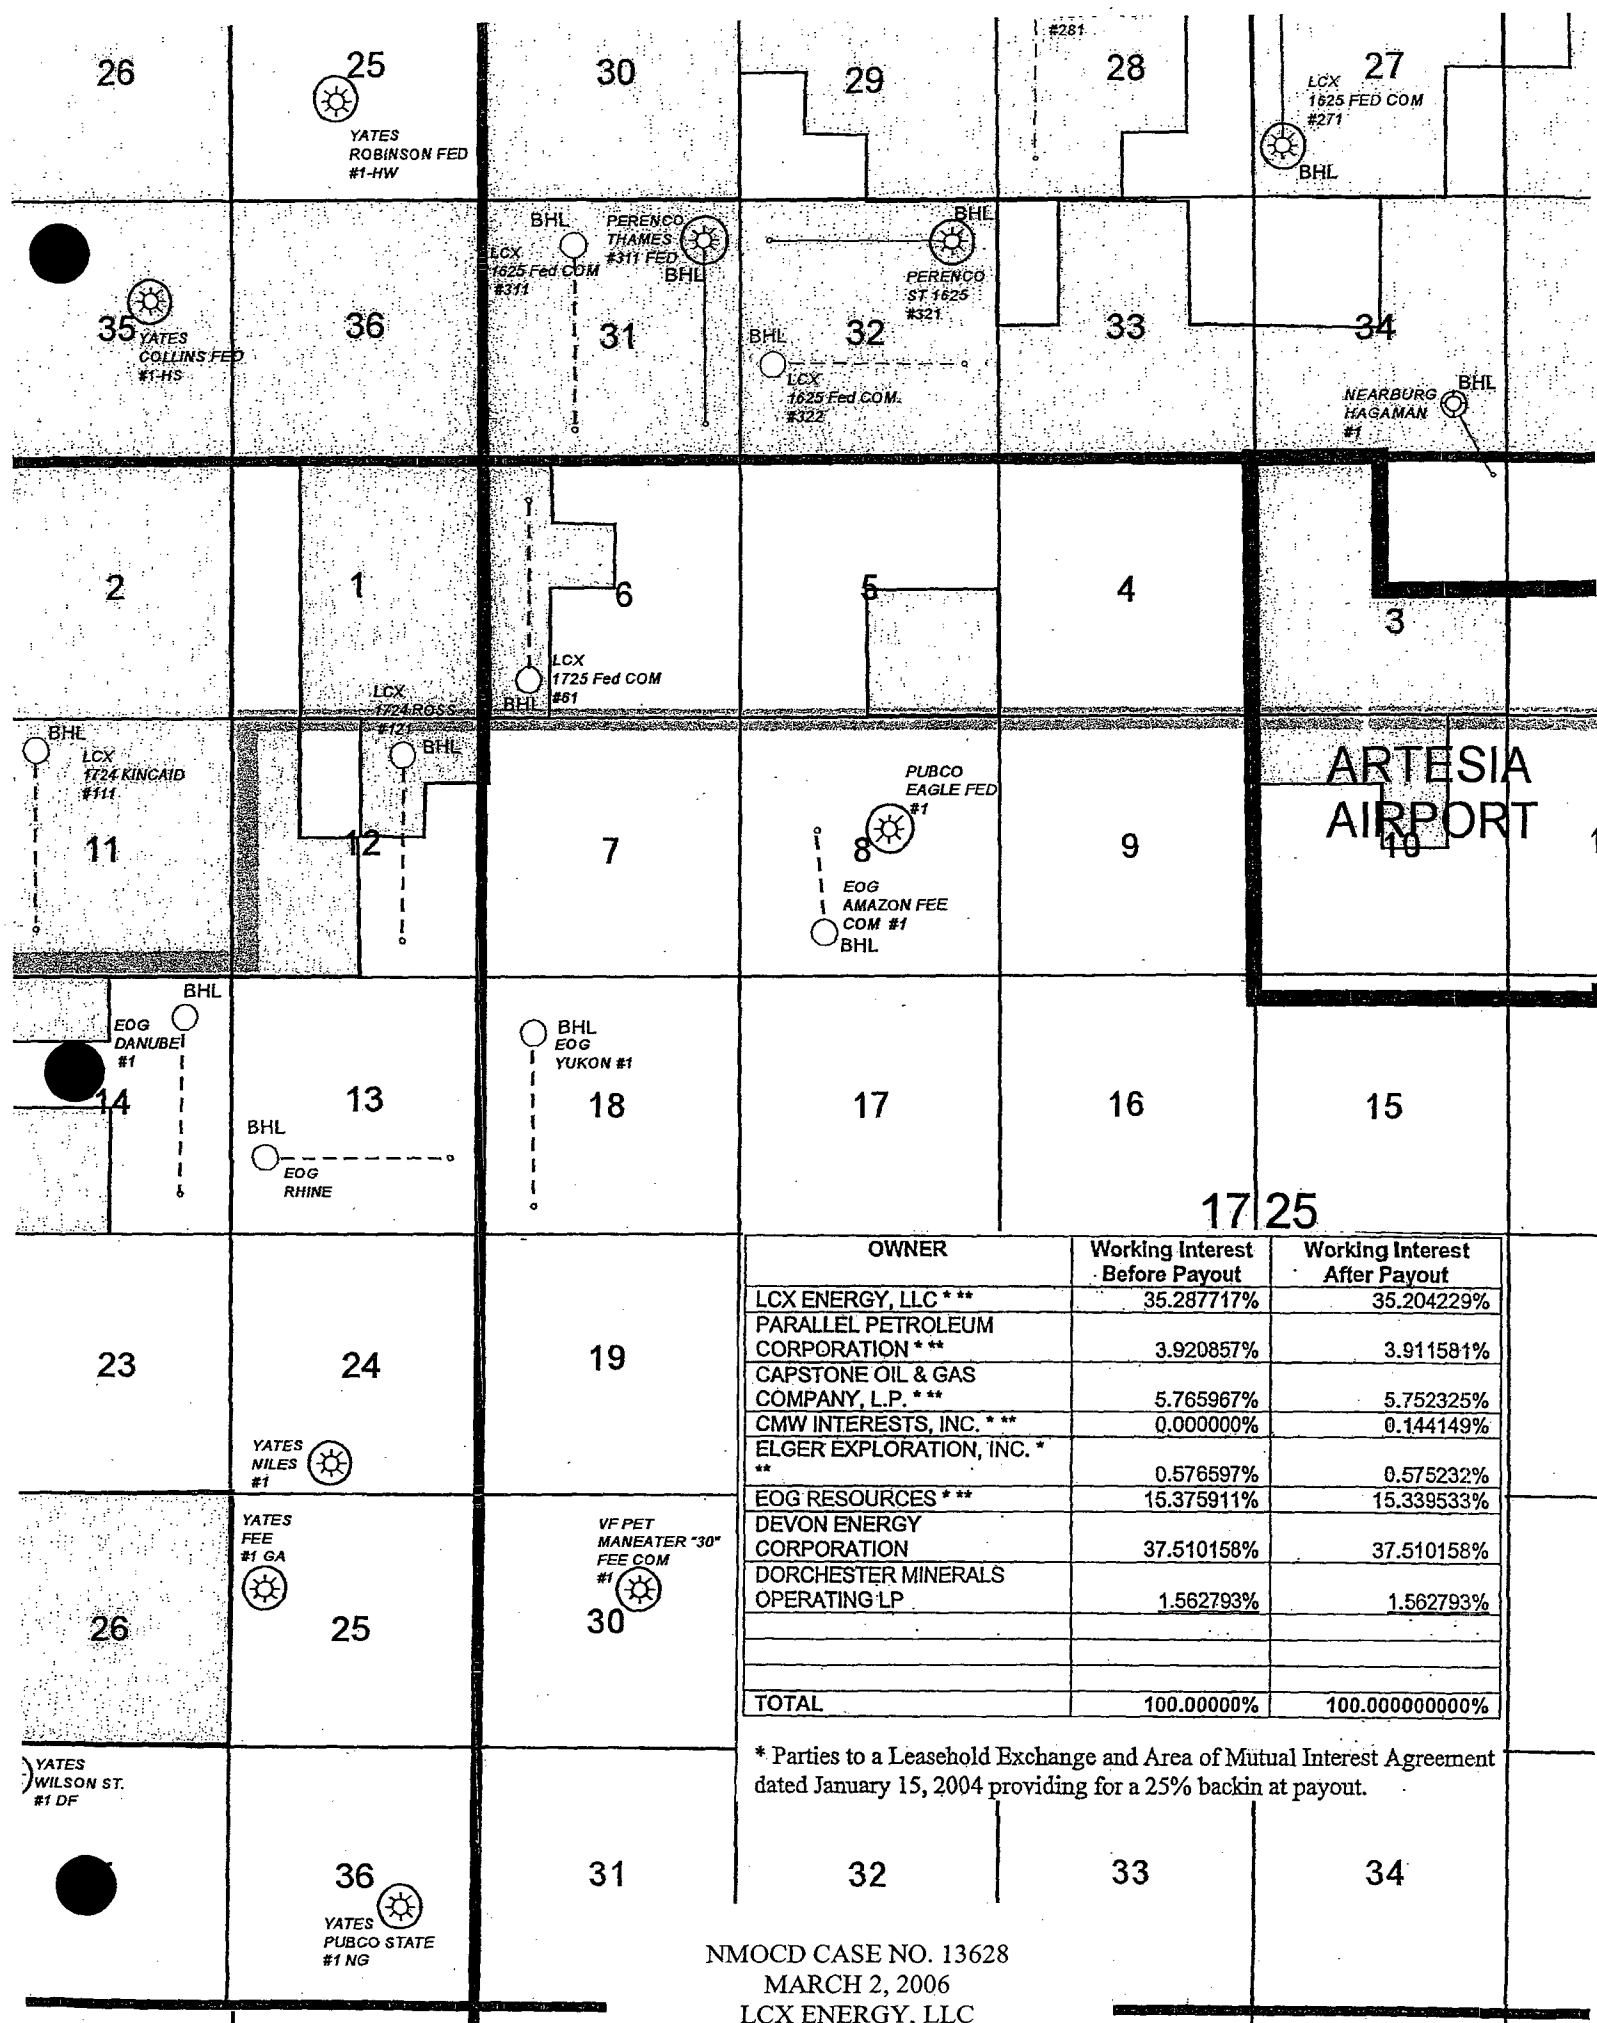 #281
26
25
30
29
28
27
LCX
1625 FED COM
#271
BHL
YATES
ROBINSON FED
#1-HW
BHL
PERENCO
THAMES
#311 FED
BHL
LCX
1625 Fed COM
#311
BHL
PERENCO
ST 1625
#321
35
YATES
COLLINS FED
#1-HS
36
31
32
33
34
BHL
LCX
1625 Fed COM.
#322
NEARBURG
HAGAMAN
#1
BHL
2
1
6
5
4
3
LCX
1725 Fed COM
#61
BHL
LCX
1724 ROSS
#121
BHL
BHL
LCX
1724 KINCAID
#111
PUBCO
EAGLE FED
#1
ARTESIA
AIRPORT
11
12
7
8
9
10
EOG
AMAZON FEE
COM #1
BHL
BHL
EOG
DANUBE
#1
BHL
EOG
YUKON #1
14
13
18
17
16
15
BHL
EOG
RHINE
17 25
OWNER Working Interest Before Payout Working Interest After Payout
LCX ENERGY, LLC * ** 35.287717% 35.204229%
PARALLEL PETROLEUM
CORPORATION * ** 3.920857% 3.911581%
CAPSTONE OIL & GAS
COMPANY, L.P. * ** 5.765967% 5.752325%
CMW INTERESTS, INC. * ** 0.000000% 0.144149%
ELGER EXPLORATION, INC. *
** 0.576597% 0.575232%
EOG RESOURCES * ** 15.375911% 15.339533%
DEVON ENERGY
CORPORATION 37.510158% 37.510158%
DORCHESTER MINERALS
OPERATING LP 1.562793% 1.562793%
TOTAL 100.00000% 100.000000000%
23
24
19
YATES
NILES
#1
YATES
FEE
#1 GA
VF PET
MANEATER "30"
FEE COM
#1
26
25
30
* Parties to a Leasehold Exchange and Area of Mutual Interest Agreement
dated January 15, 2004 providing for a 25% backin at payout.
YATES
WILSON ST.
#1 DF
36
31
32
33
34
YATES
PUBCO STATE
#1 NG
NMOCD CASE NO. 13628
MARCH 2, 2006
LCX ENERGY, LLC